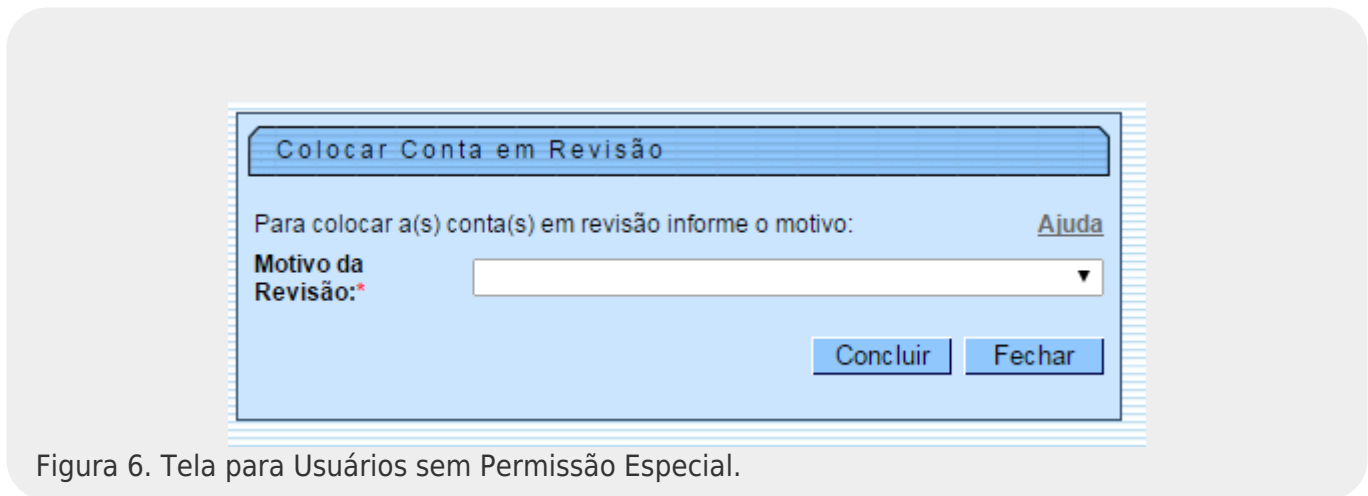 Colocar Conta em Revisão
Para colocar a(s) conta(s) em revisão informe o motivo: Ajuda
Motivo da
Revisão:*
Concluir Fechar
Figura 6. Tela para Usuários sem Permissão Especial.